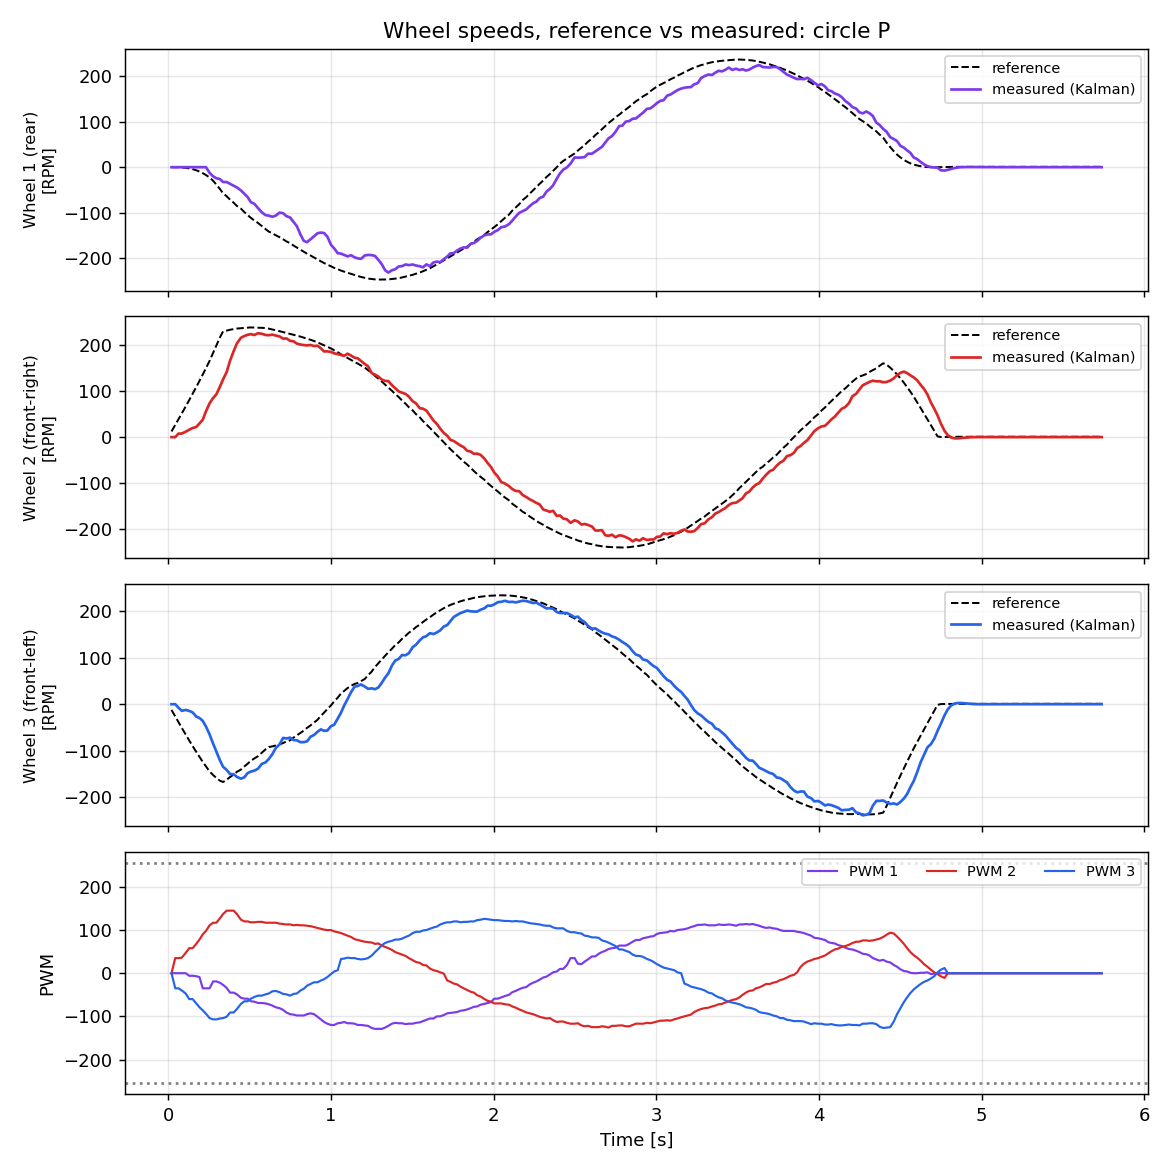 Wheel speeds, reference vs measured: circle P
Wheel 1 (rear)
[RPM]
200
100
0
−100
−200
reference
measured (Kalman)
Wheel 2 (front-right)
[RPM]
200
100
0
−100
−200
reference
measured (Kalman)
Wheel 3 (front-left)
[RPM]
200
100
0
−100
−200
reference
measured (Kalman)
PWM
200
100
0
−100
−200
PWM 1 PWM 2 PWM 3
0 1 2 3 4 5 6
Time [s]